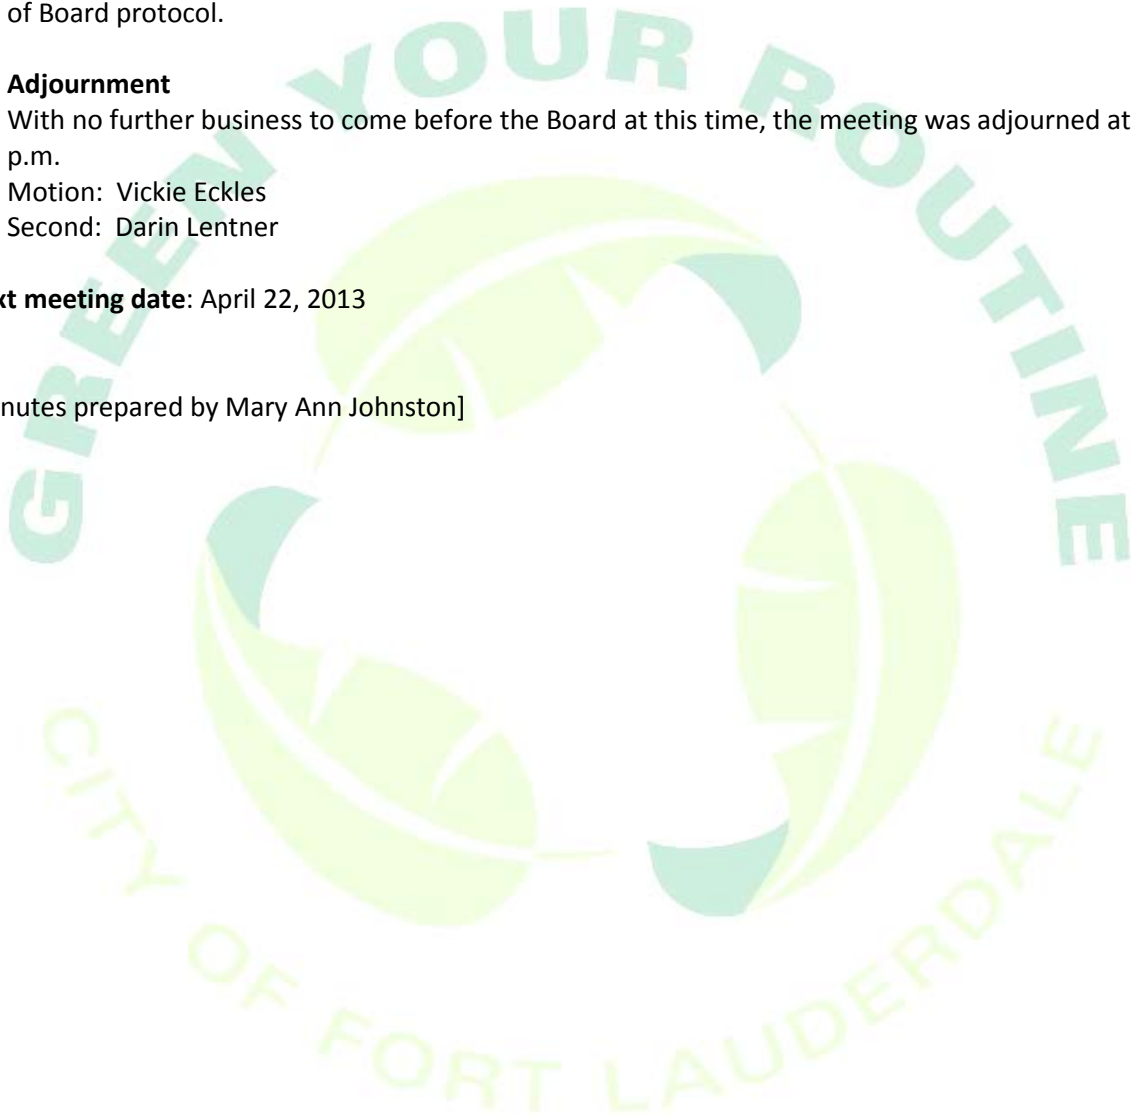 of Board protocol.
Adjournment
With no further business to come before the Board at this time, the meeting was adjourned at
p.m.
Motion: Vickie Eckles
Second: Darin Lentner
xt meeting date: April 22, 2013
nutes prepared by Mary Ann Johnston]
GREEN YOUR ROUTINE
CITY OF FORT LAUDERDALE